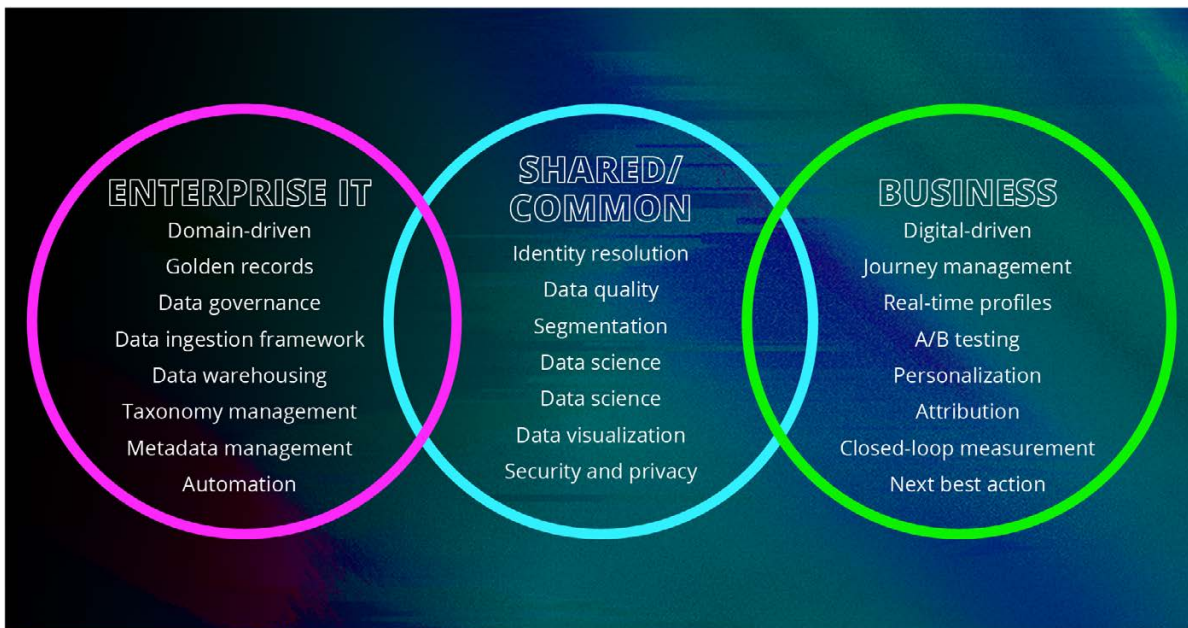 ENTERPRISE IT
Domain-driven
Golden records
Data governance
Data ingestion framework
Data warehousing
Taxonomy management
Metadata management
Automation
SHARED/
COMMON
Identity resolution
Data quality
Segmentation
Data science
Data science
Data visualization
Security and privacy
BUSINESS
Digital-driven
Journey management
Real-time profiles
A/B testing
Personalization
Attribution
Closed-loop measurement
Next best action